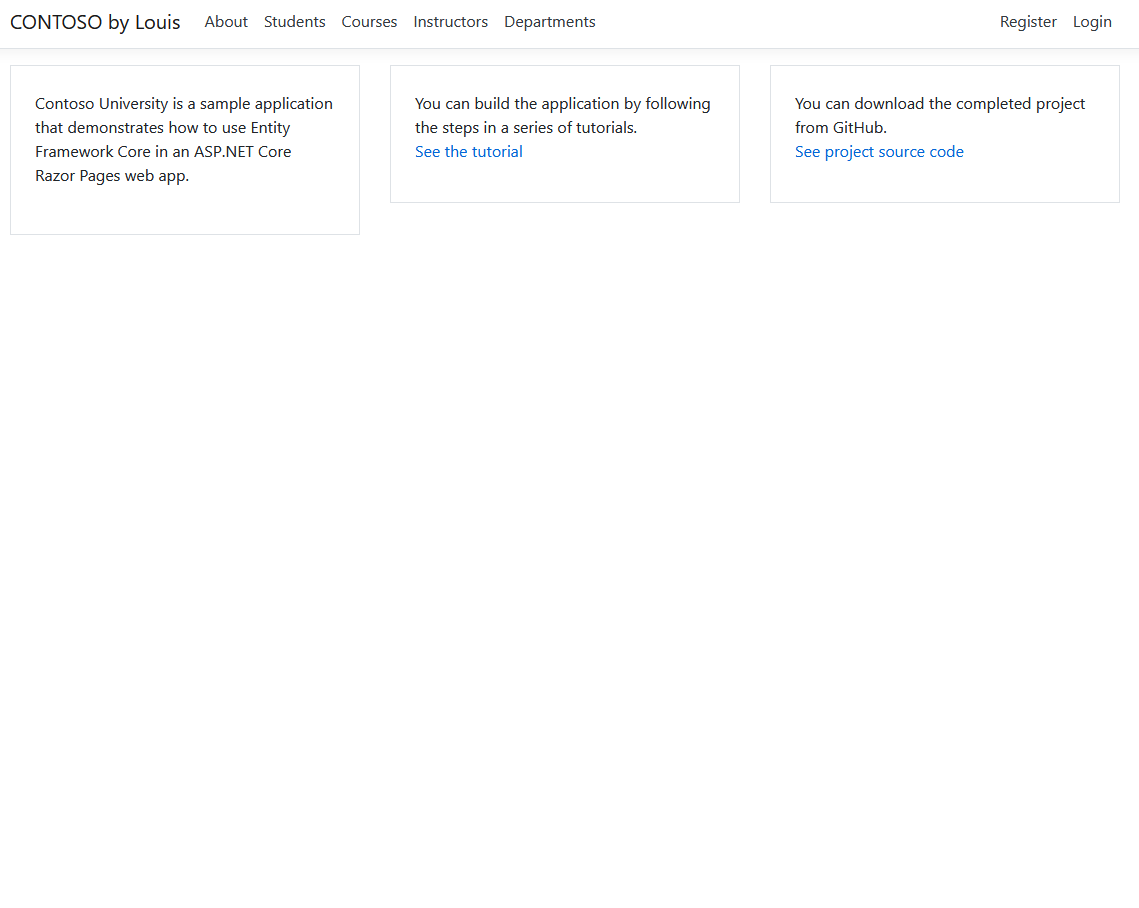 CONTOSO by Louis About Students Courses Instructors Departments Register Login
Contoso University is a sample application
that demonstrates how to use Entity
Framework Core in an ASP.NET Core
Razor Pages web app.
You can build the application by following
the steps in a series of tutorials.
See the tutorial
You can download the completed project
from GitHub.
See project source code